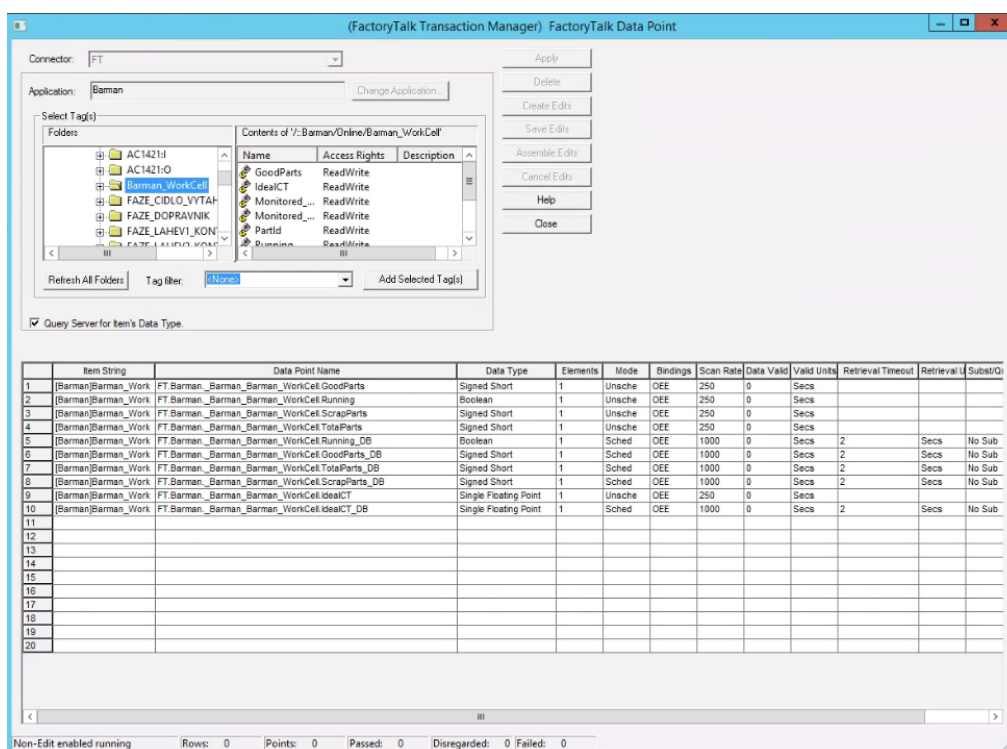 (FactoryTalk Transaction Manager) FactoryTalk Data Point
Connector: FT
Application: Barman Change Application...
Select Tag(s)
Folders
AC1421:I
AC1421:O
Barman_WorkCell
FAZE_CIDLO_VYTAH
FAZE_DOPRAVNIK
FAZE_LAHEV1_KON
Contents of '/::Barman/Online/Barman_WorkCell'
Name Access Rights Description
GoodParts ReadWrite
IdealCT ReadWrite
Monitored_... ReadWrite
Monitored_... ReadWrite
PartId ReadWrite
Running ReadWrite
Refresh All Folders Tag filter: <None> Add Selected Tag(s)
Query Server for Item's Data Type.
Apply
Delete
Create Edits
Save Edits
Assemble Edits
Cancel Edits
Help
Close
Item String Data Point Name Data Type Elements Mode Bindings Scan Rate Data Valid Valid Units Retrieval Timeout Retrieval U Subst/Q
1 [Barman]Barman_Work FT.Barman._Barman_Barman_WorkCell.GoodParts Signed Short 1 Unsche OEE 250 0 Secs
2 [Barman]Barman_Work FT.Barman._Barman_Barman_WorkCell.Running Boolean 1 Unsche OEE 250 0 Secs
3 [Barman]Barman_Work FT.Barman._Barman_Barman_WorkCell.ScrapParts Signed Short 1 Unsche OEE 250 0 Secs
4 [Barman]Barman_Work FT.Barman._Barman_Barman_WorkCell.TotalParts Signed Short 1 Unsche OEE 250 0 Secs
5 [Barman]Barman_Work FT.Barman._Barman_Barman_WorkCell.Running_DB Boolean 1 Sched OEE 1000 0 Secs 2 Secs No Sub
6 [Barman]Barman_Work FT.Barman._Barman_Barman_WorkCell.GoodParts_DB Signed Short 1 Sched OEE 1000 0 Secs 2 Secs No Sub
7 [Barman]Barman_Work FT.Barman._Barman_Barman_WorkCell.TotalParts_DB Signed Short 1 Sched OEE 1000 0 Secs 2 Secs No Sub
8 [Barman]Barman_Work FT.Barman._Barman_Barman_WorkCell.ScrapParts_DB Signed Short 1 Sched OEE 1000 0 Secs 2 Secs No Sub
9 [Barman]Barman_Work FT.Barman._Barman_Barman_WorkCell.IdealCT Single Floating Point 1 Unsche OEE 250 0 Secs
10 [Barman]Barman_Work FT.Barman._Barman_Barman_WorkCell.IdealCT_DB Single Floating Point 1 Sched OEE 1000 0 Secs 2 Secs No Sub
11
12
13
14
15
16
17
18
19
20
Non-Edit enabled running Rows: 0 Points: 0 Passed: 0 Disregarded: 0 Failed: 0